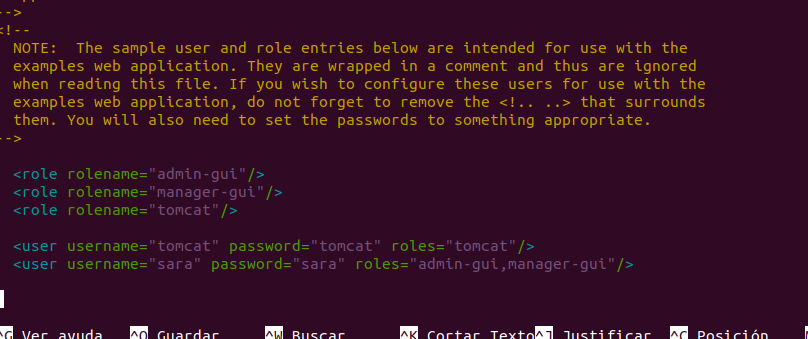 -->
<!--
NOTE:  The sample user and role entries below are intended for use with the
examples web application. They are wrapped in a comment and thus are ignored
when reading this file. If you wish to configure these users for use with the
examples web application, do not forget to remove the <!.. ..> that surrounds
them. You will also need to set the passwords to something appropriate.
-->
<role rolename="admin-gui"/>
<role rolename="manager-gui"/>
<role rolename="tomcat"/>
<user username="tomcat" password="tomcat" roles="tomcat"/>
<user username="sara" password="sara" roles="admin-gui,manager-gui"/>
^G Ver ayuda ^O Guardar ^W Buscar ^K Cortar Texto ^J Justificar ^C Posición